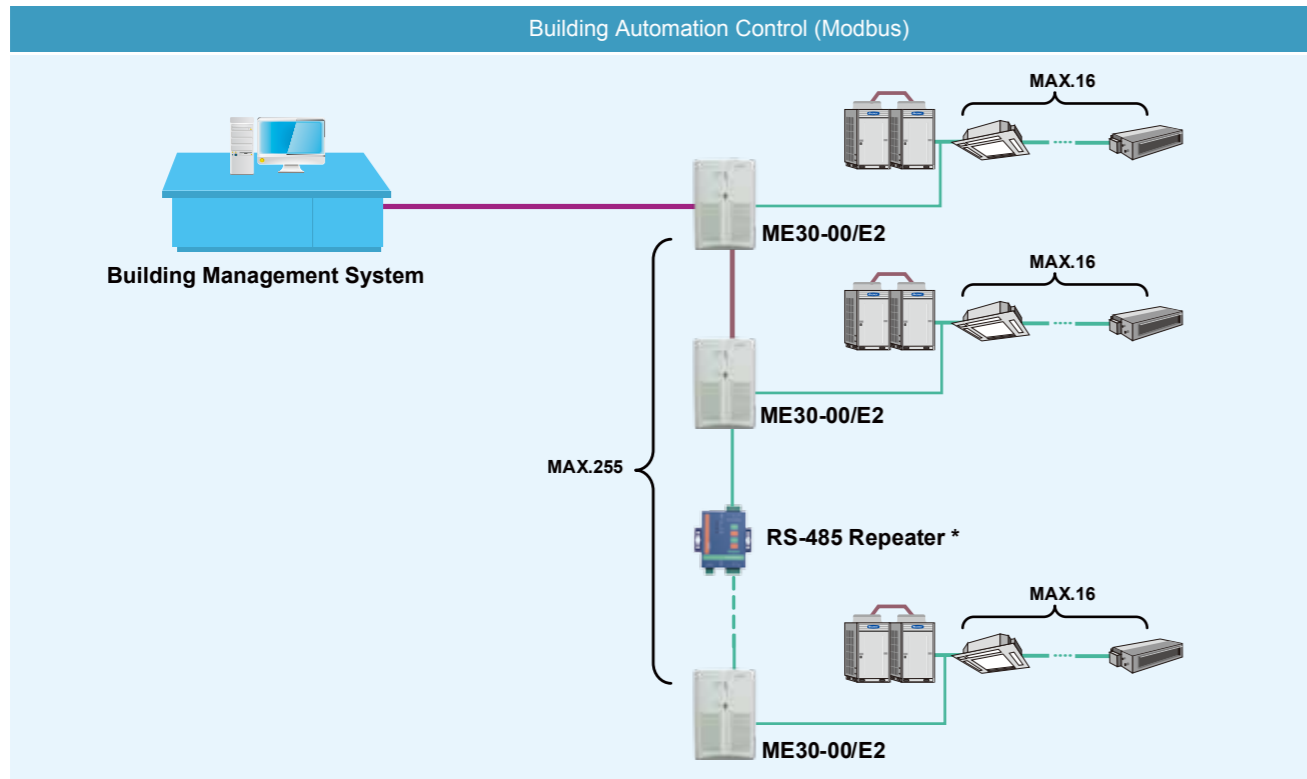 Building Automation Control (Modbus)
MAX.16
ME30-00/E2
Building Management System
MAX.16
ME30-00/E2
MAX.255
RS-485 Repeater *
MAX.16
ME30-00/E2